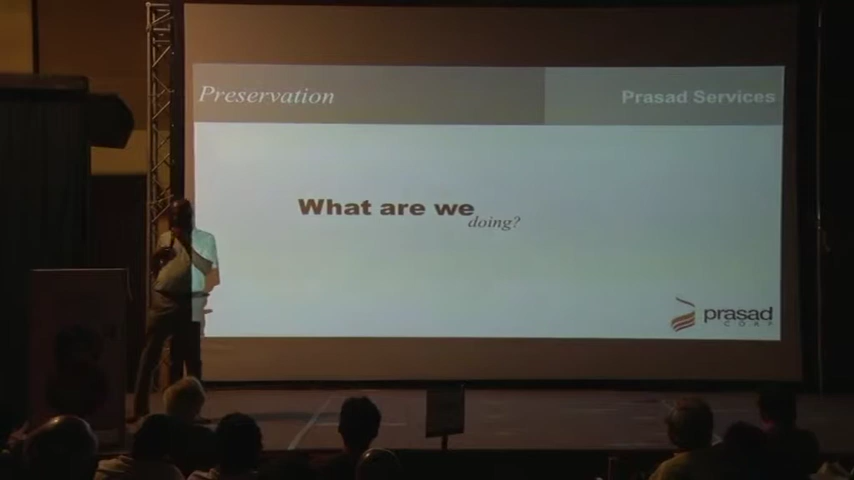 Preservation
Prasad Services
What are we
doing?
prasad
CORP